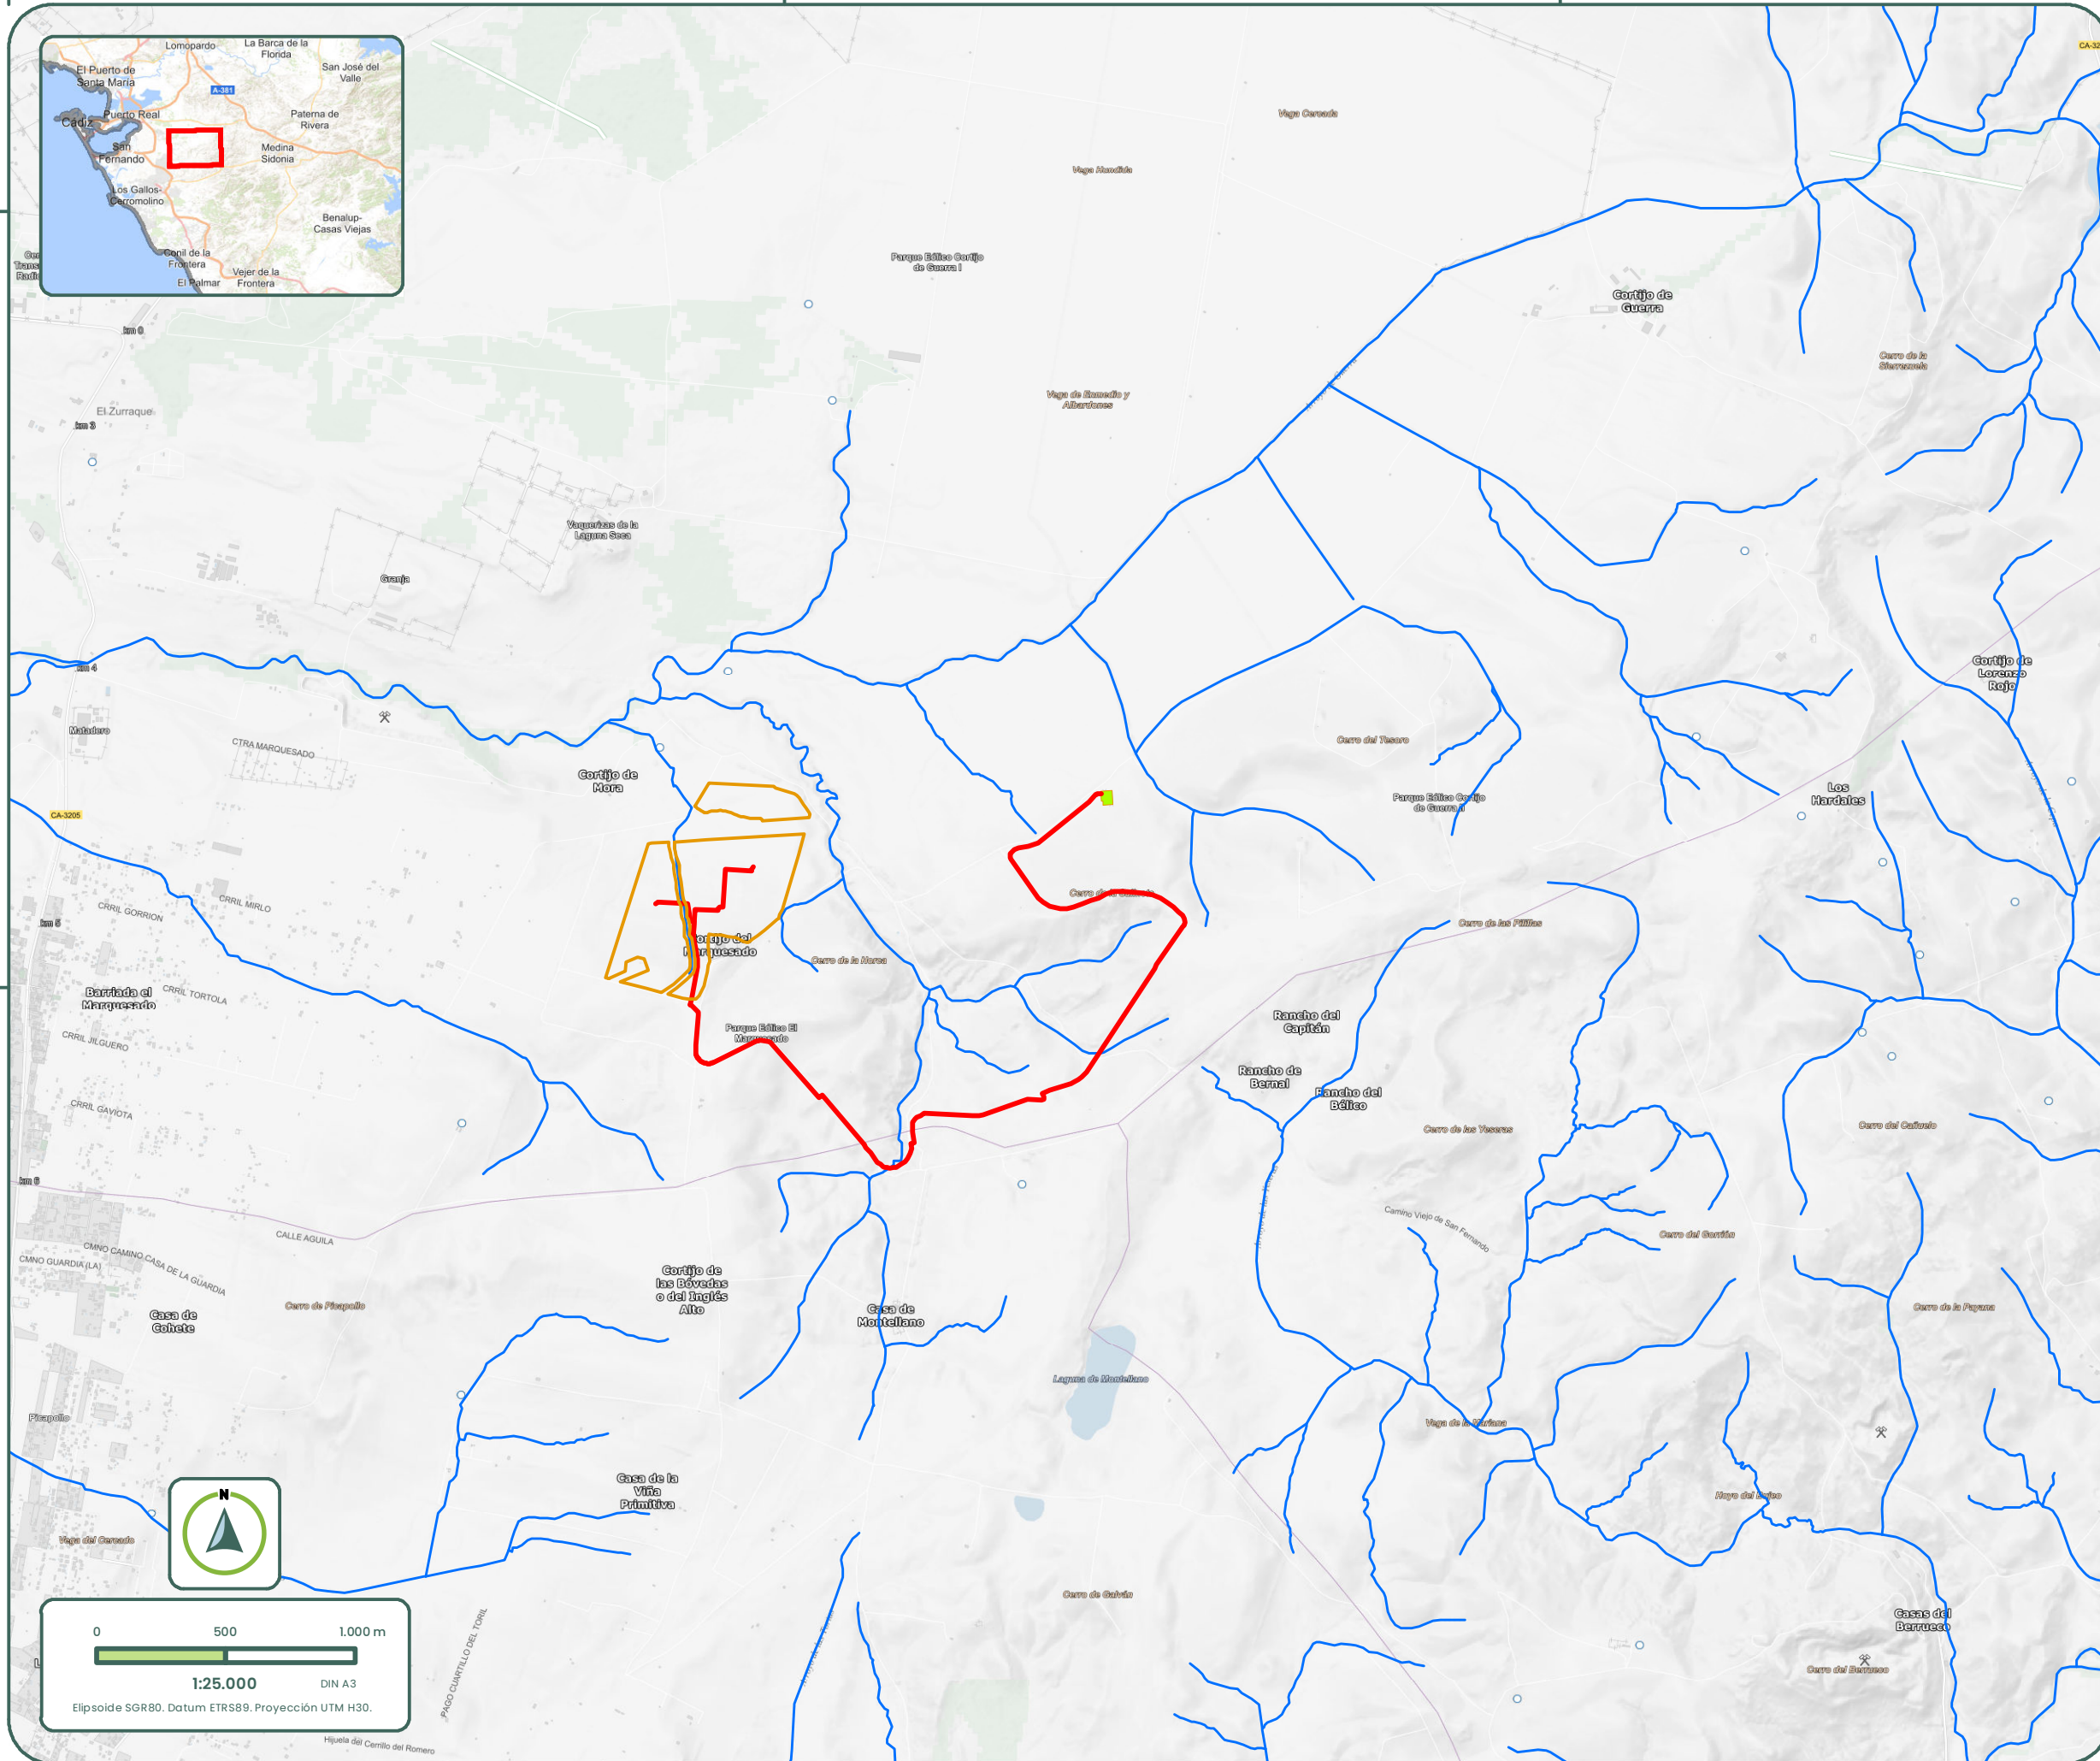 Lomopardo
La Barca de la
Florida
El Puerto de
Santa María
San José del
Valle
A-381
Puerto Real
Cádiz
Paterna de
Rivera
San
Fernando
Medina
Sidonia
Los Gallos-
Cerromolino
Benalup-
Casas Viejas
Conil de la
Frontera
Vejer de la
Frontera
El Palmar
Vega Cercada
Vega Hundida
Parque Eólico Cortijo
de Guerra I
Cortijo de
Guerra
km 0
Cerro de la
Sierrezuela
Vega de Enmedio y
Albardones
El Zurraque
km 3
Vaquerizas de la
Laguna Seca
Granja
km 4
Cortijo de
Lorenzo
Rojo
Matadero
CTRA MARQUESADO
Cerro del Tesoro
Cortijo de
Mora
Los
Hardales
Parque Eólico Cortijo
CA-3205
CRRIL MIRLO
CRRIL GORRION
km 5
Cerro de las Pilillas
Cortijo del
Marquesado
Cerro de la Horca
CRRIL TORTOLA
Barriada el
Marquesado
Rancho del
Capitán
Parque Eólico El
Marquesado
CRRIL JILGUERO
Rancho de
Bernal
Rancho del
Bélico
CRRIL GAVIOTA
Cerro de las Yeseras
Cerro del Cañuelo
km 6
Camino Viejo de San Fernando
CALLE AGUILA
Cerro del Gorrión
CMNO CAMINO CASA DE LA GUARDIA
CMNO GUARDIA (LA)
Cortijo de
las Bóvedas
o del Inglés
Alto
Cerro de Picapollo
Casa de
Cohete
Casa de
Montellano
Cerro de la Payana
Laguna de Montellano
Picapollo
Vega de la Mariana
Casa de la
Viña
Primitiva
N
Vega del Cercado
Cerro de Galván
Casas del
Berrueco
Cerro del Berrueco
PAGO CUARTILLO DEL TORIL
Hijuela del Cerrillo del Romero
0 500 1.000 m
1:25.000 DIN A3
Elipsoide SGR80. Datum ETRS89. Proyección UTM H30.